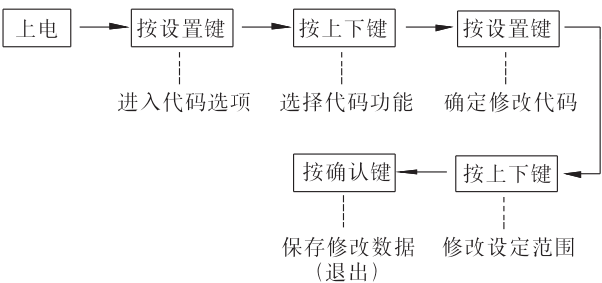 上电
按设置键
按上下键
按设置键
进入代码选项
选择代码功能
确定修改代码
按确认键
按上下键
保存修改数据
(退出)
修改设定范围